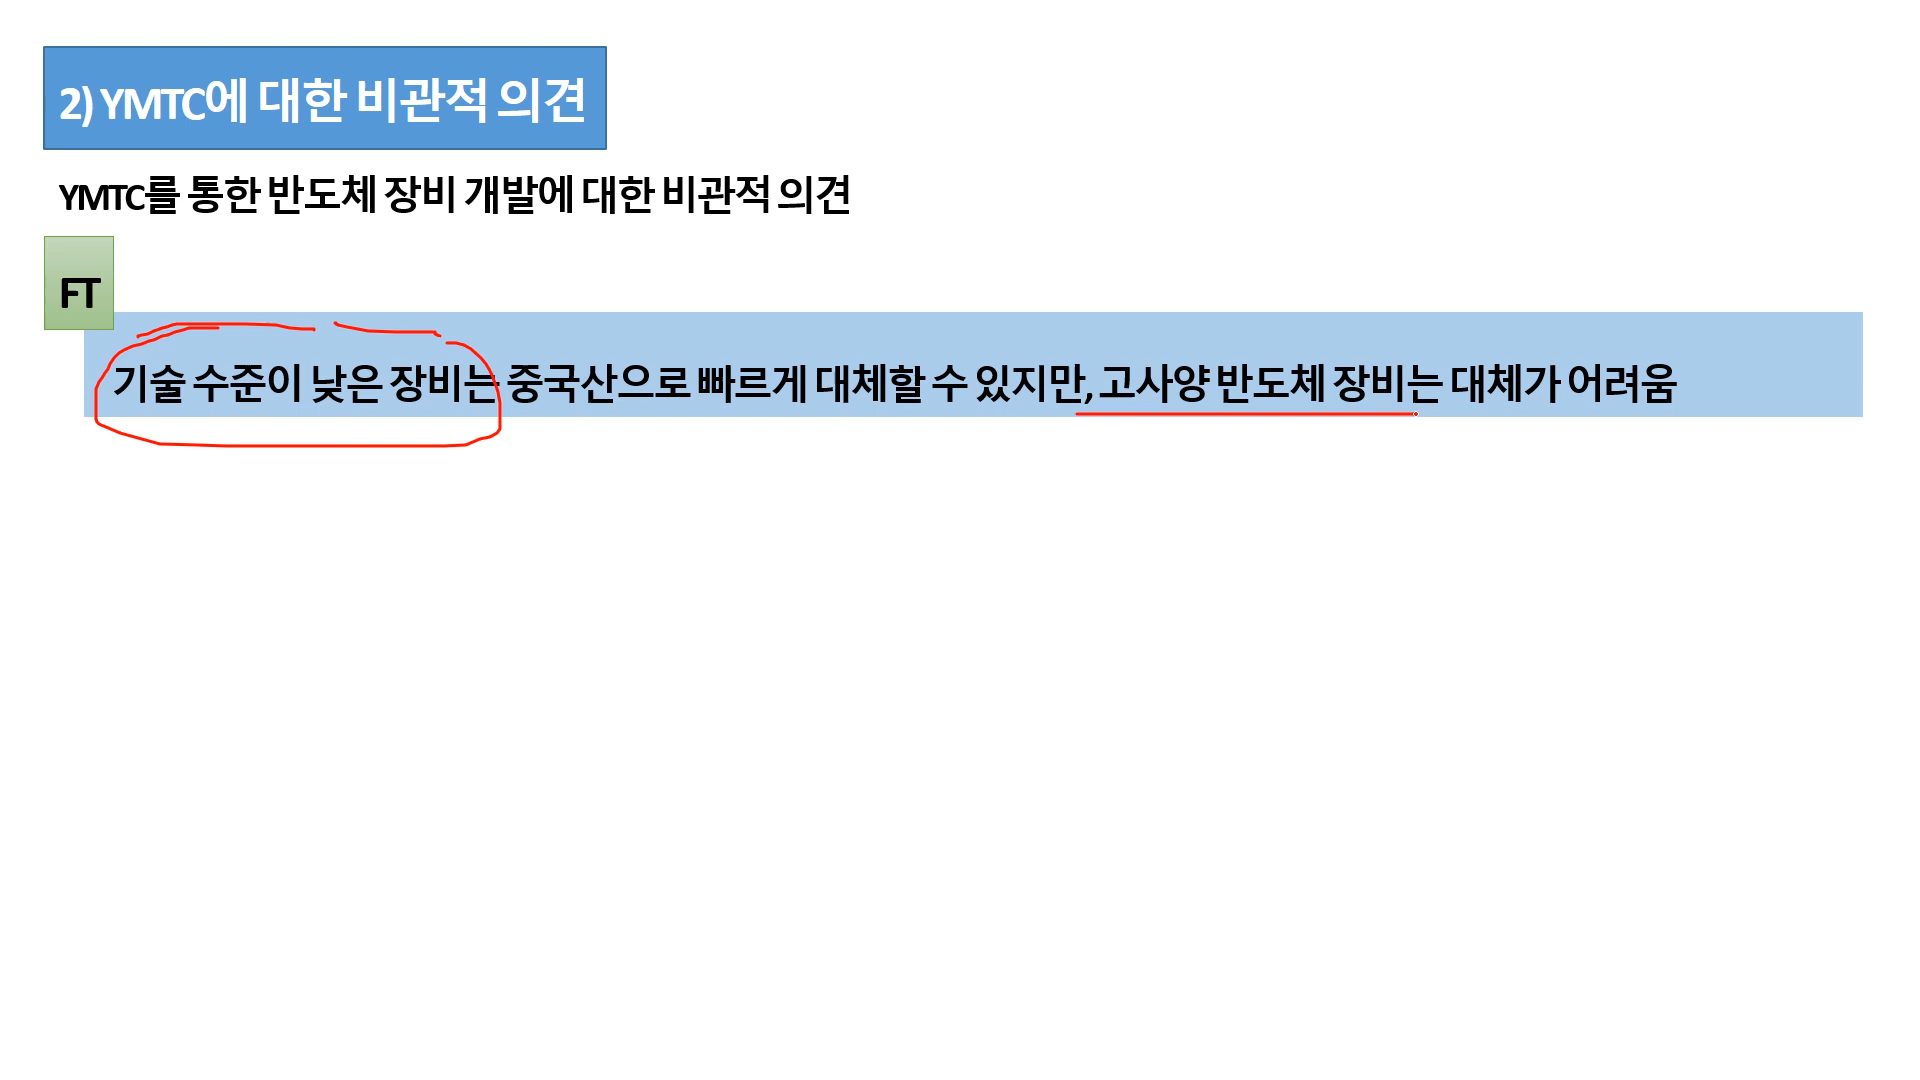 2) YMTC에 대한 비관적 의견
YMTC를 통한 반도체 장비 개발에 대한 비관적 의견
FT
기술 수준이 낮은 장비는 중국산으로 빠르게 대체할 수 있지만, 고사양 반도체 장비는 대체가 어려움